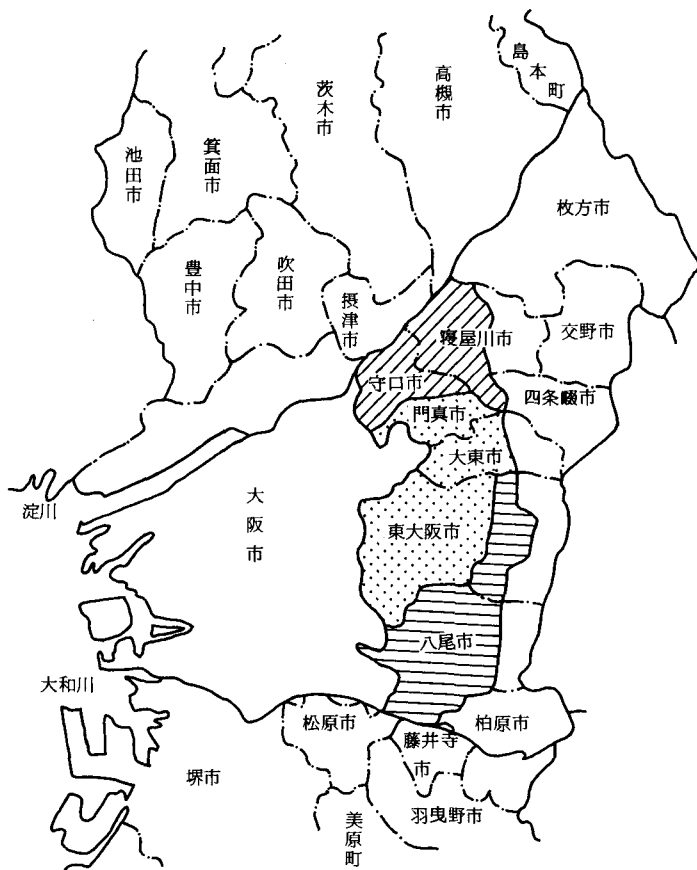 島本町
高槻市
茨木市
箕面市
池田市
枚方市
豊中市
吹田市
摂津市
寝屋川市
交野市
守口市
門真市
四条畷市
大東市
淀川
大阪市
東大阪市
八尾市
大和川
松原市
藤井寺市
柏原市
堺市
美原町
羽曳野市